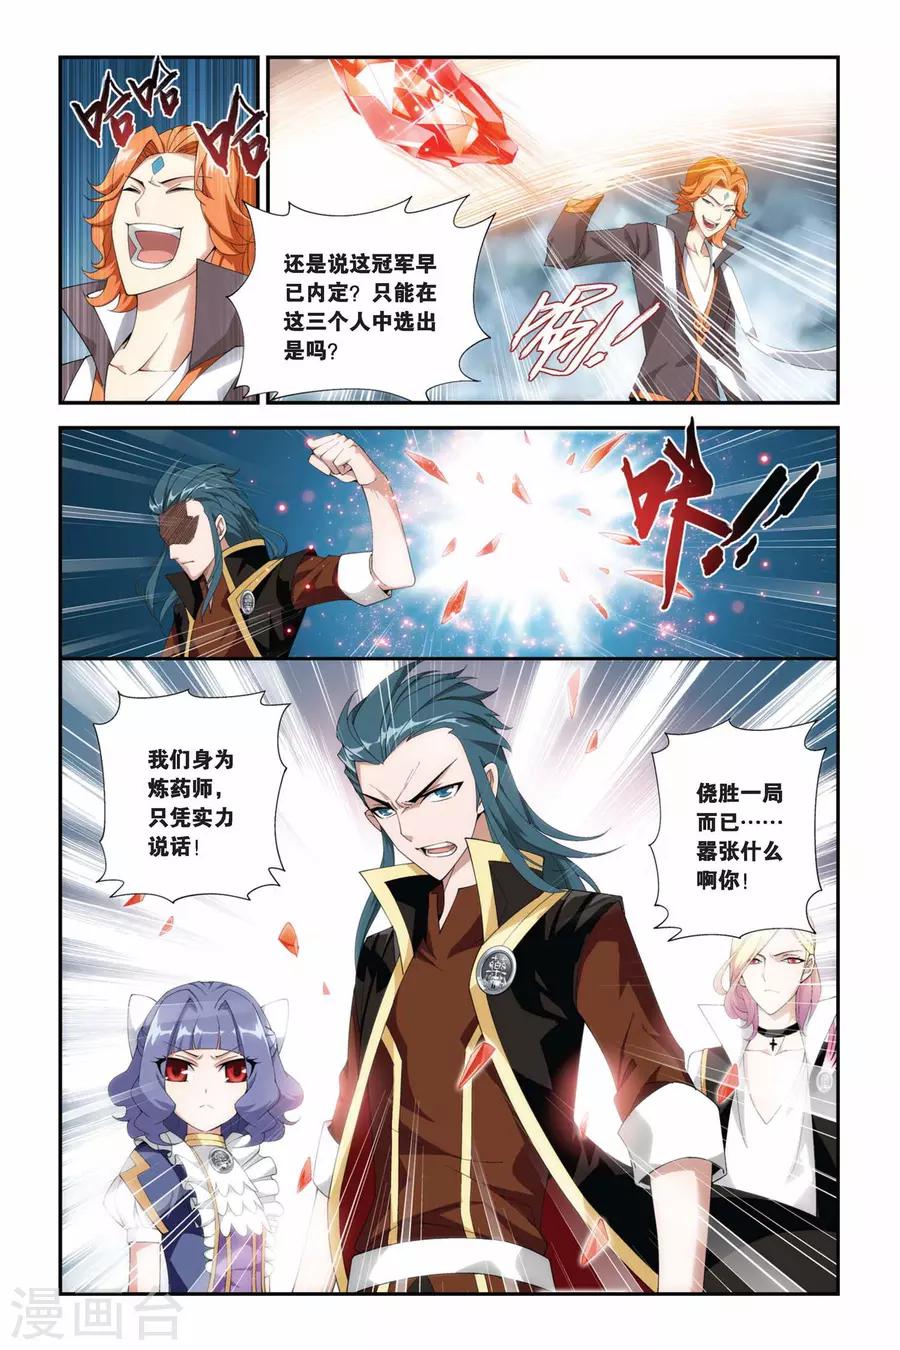 哈哈
哈
还是说这冠军早
已内定？只能在
这三个人中选出
是吗？
我们身为
炼药师，
只凭实力
说话！
侥胜一局
而已……
嚣张什么
啊你！
漫画台